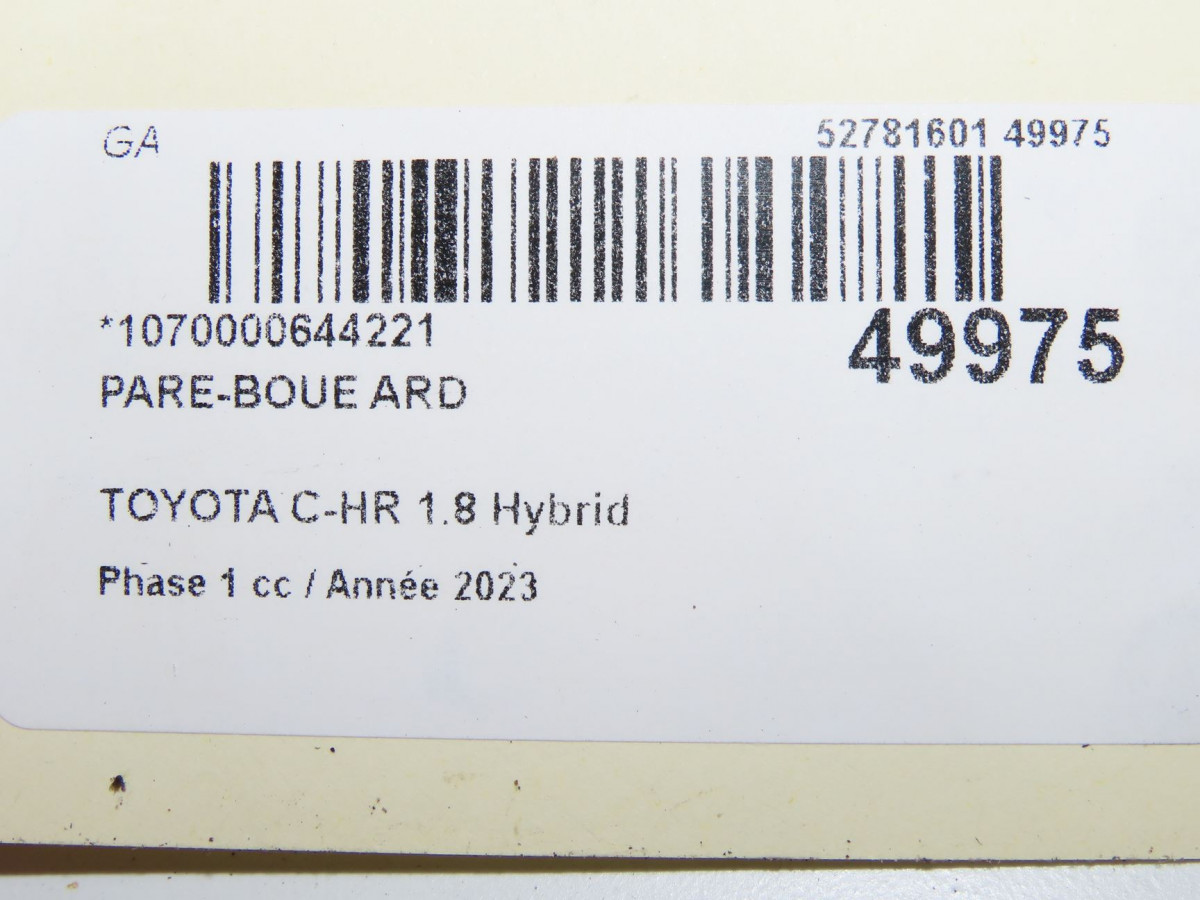 GA 52781601 49975
*1070000644221 49975
PARE-BOUE ARD
TOYOTA C-HR 1.8 Hybrid
Phase 1 cc / Année 2023